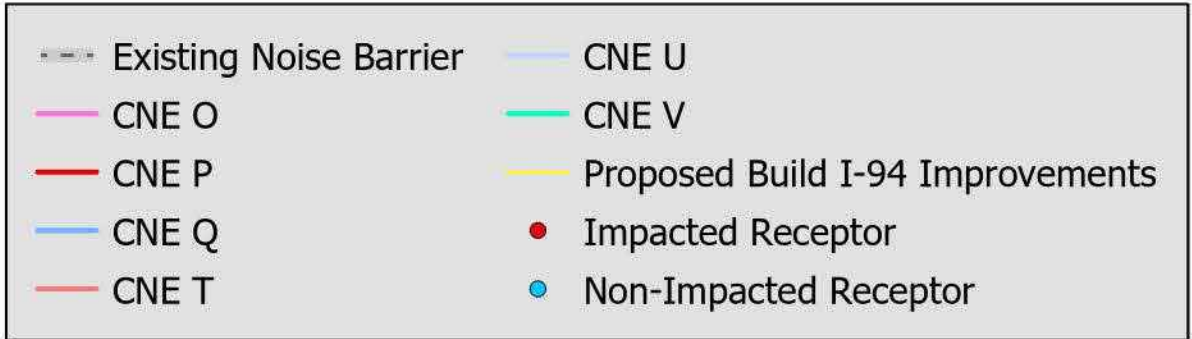 Existing Noise Barrier
CNE O
CNE P
CNE Q
CNE T
CNE U
CNE V
Proposed Build I-94 Improvements
Impacted Receptor
Non-Impacted Receptor